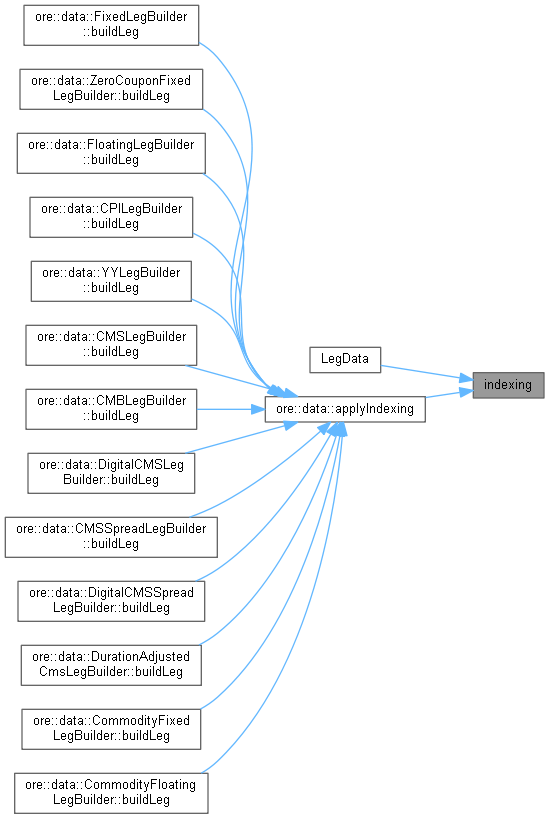 ore::data::FixedLegBuilder
::buildLeg
ore::data::ZeroCouponFixed
LegBuilder::buildLeg
ore::data::FloatingLegBuilder
::buildLeg
ore::data::CPILegBuilder
::buildLeg
ore::data::YYLegBuilder
::buildLeg
ore::data::CMSLegBuilder
::buildLeg
LegData
indexing
ore::data::CMBLegBuilder
::buildLeg
ore::data::applyIndexing
ore::data::DigitalCMSLeg
Builder::buildLeg
ore::data::CMSSpreadLegBuilder
::buildLeg
ore::data::DigitalCMSSpread
LegBuilder::buildLeg
ore::data::DurationAdjusted
CmsLegBuilder::buildLeg
ore::data::CommodityFixed
LegBuilder::buildLeg
ore::data::CommodityFloating
LegBuilder::buildLeg